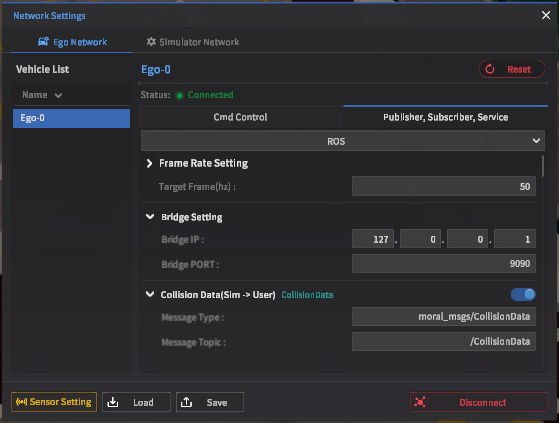 Network Settings
Ego Network
Simulator Network
Vehicle List
Name
Ego-0
Ego-0
Reset
Status: Connected
Cmd Control
Publisher, Subscriber, Service
ROS
Frame Rate Setting
Target Frame(hz) :
50
Bridge Setting
Bridge IP :
127 . 0 . 0 . 1
Bridge PORT :
9090
Collision Data(Sim -> User) CollisionData
Message Type :
morai_msgs/CollisionData
Message Topic :
/CollisionData
Sensor Setting
Load
Save
Disconnect